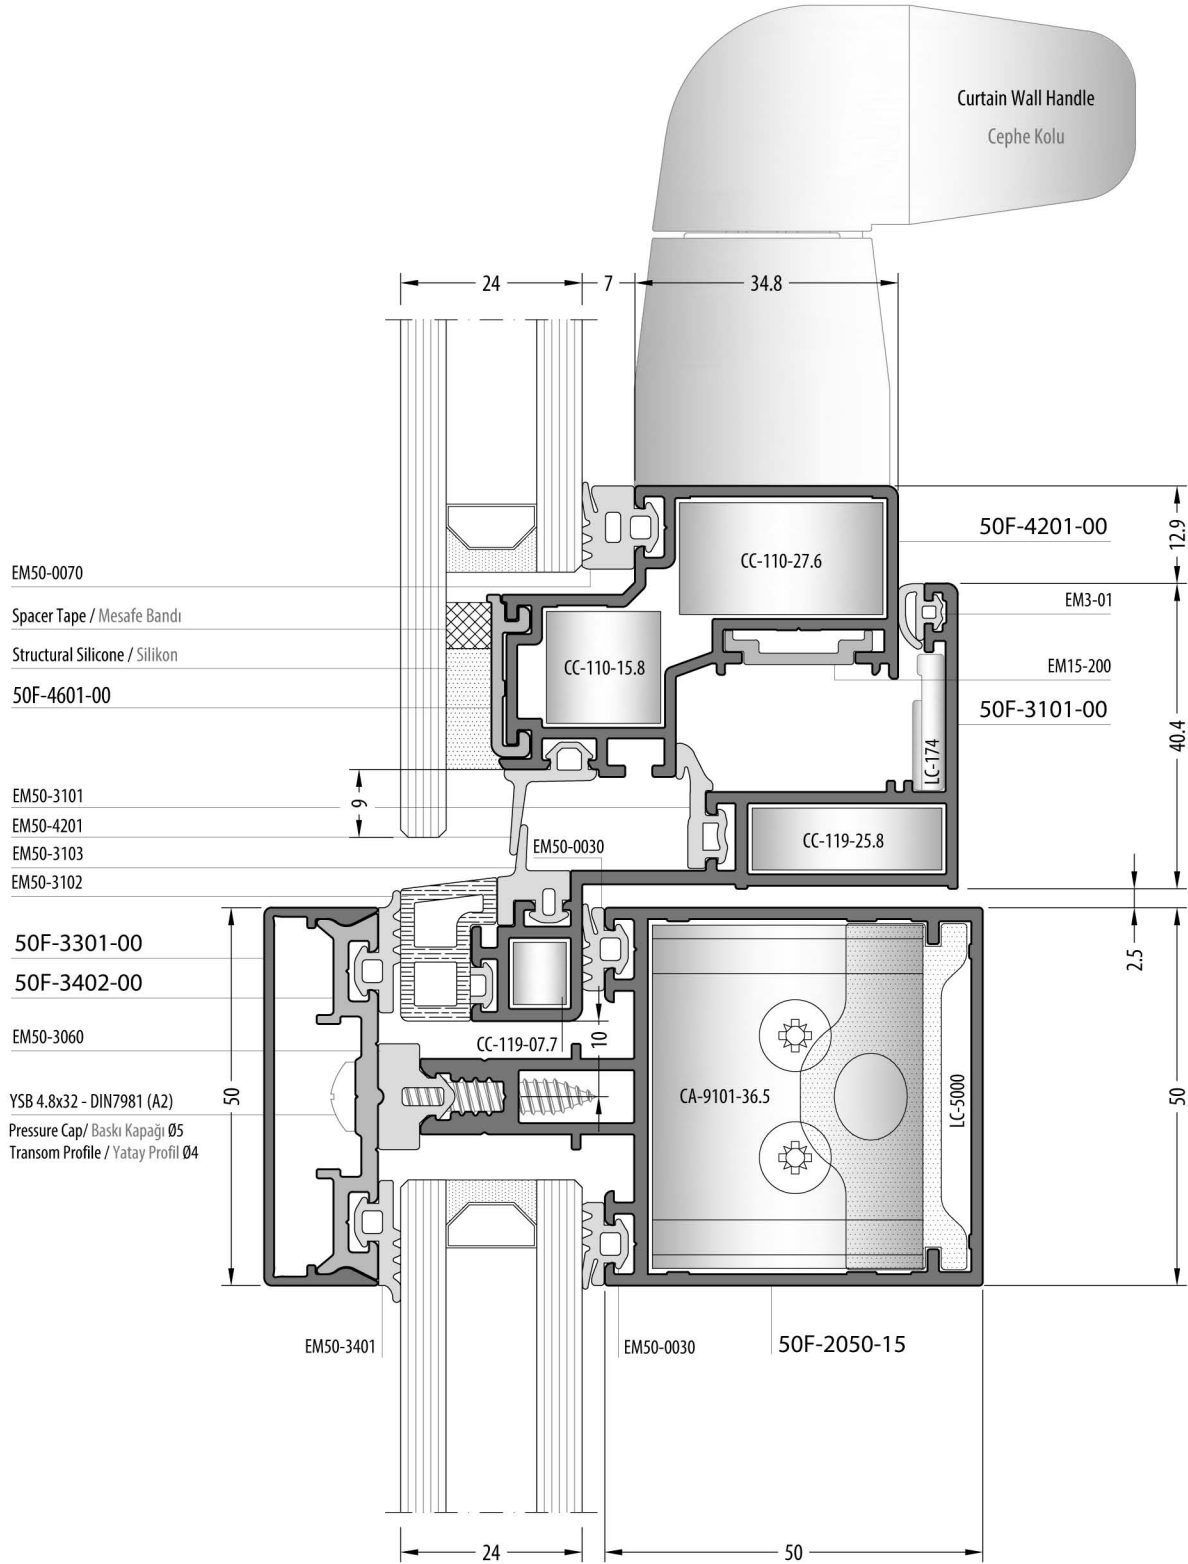 Curtain Wall Handle
Cephe Kolu
24
7
34.8
12.9
50F-4201-00
CC-110-27.6
EM50-0070
EM3-01
Spacer Tape / Mesafe Bandı
Structural Silicone / Silikon
CC-110-15.8
EM15-200
50F-4601-00
50F-3101-00
40.4
LC-174
EM50-3101
9
EM50-4201
EM50-0030
CC-119-25.8
EM50-3103
EM50-3102
50F-3301-00
2.5
50F-3402-00
EM50-3060
CC-119-07.7
10
YSB 4.8x32 - DIN7981 (A2)
50
CA-9101-36.5
LC-5000
50
Pressure Cap/ Baskı Kapağı Ø5
Transom Profile / Yatay Profil Ø4
EM50-3401
EM50-0030
50F-2050-15
24
50